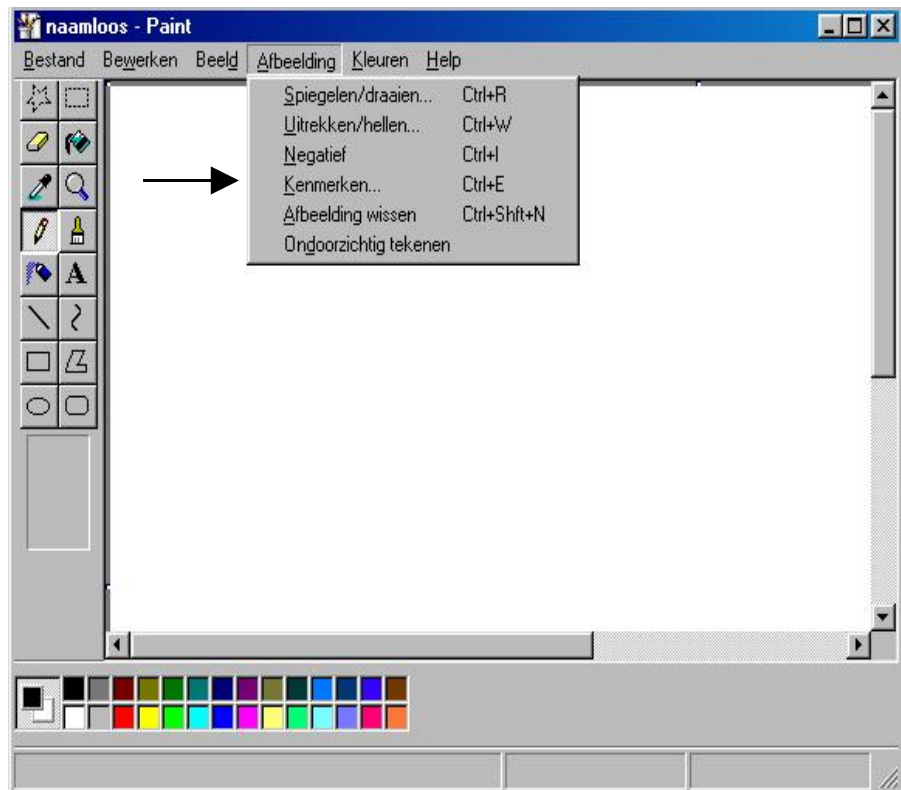 naamloos - Paint
Bestand Bewerken Beeld Afbeelding Kleuren Help
Spiegelen/draaien... Ctrl+R
Uitrekken/hellen... Ctrl+W
Negatief Ctrl+I
Kenmerken... Ctrl+E
Afbeelding wissen Ctrl+Shft+N
Ondoorzichtig tekenen
A